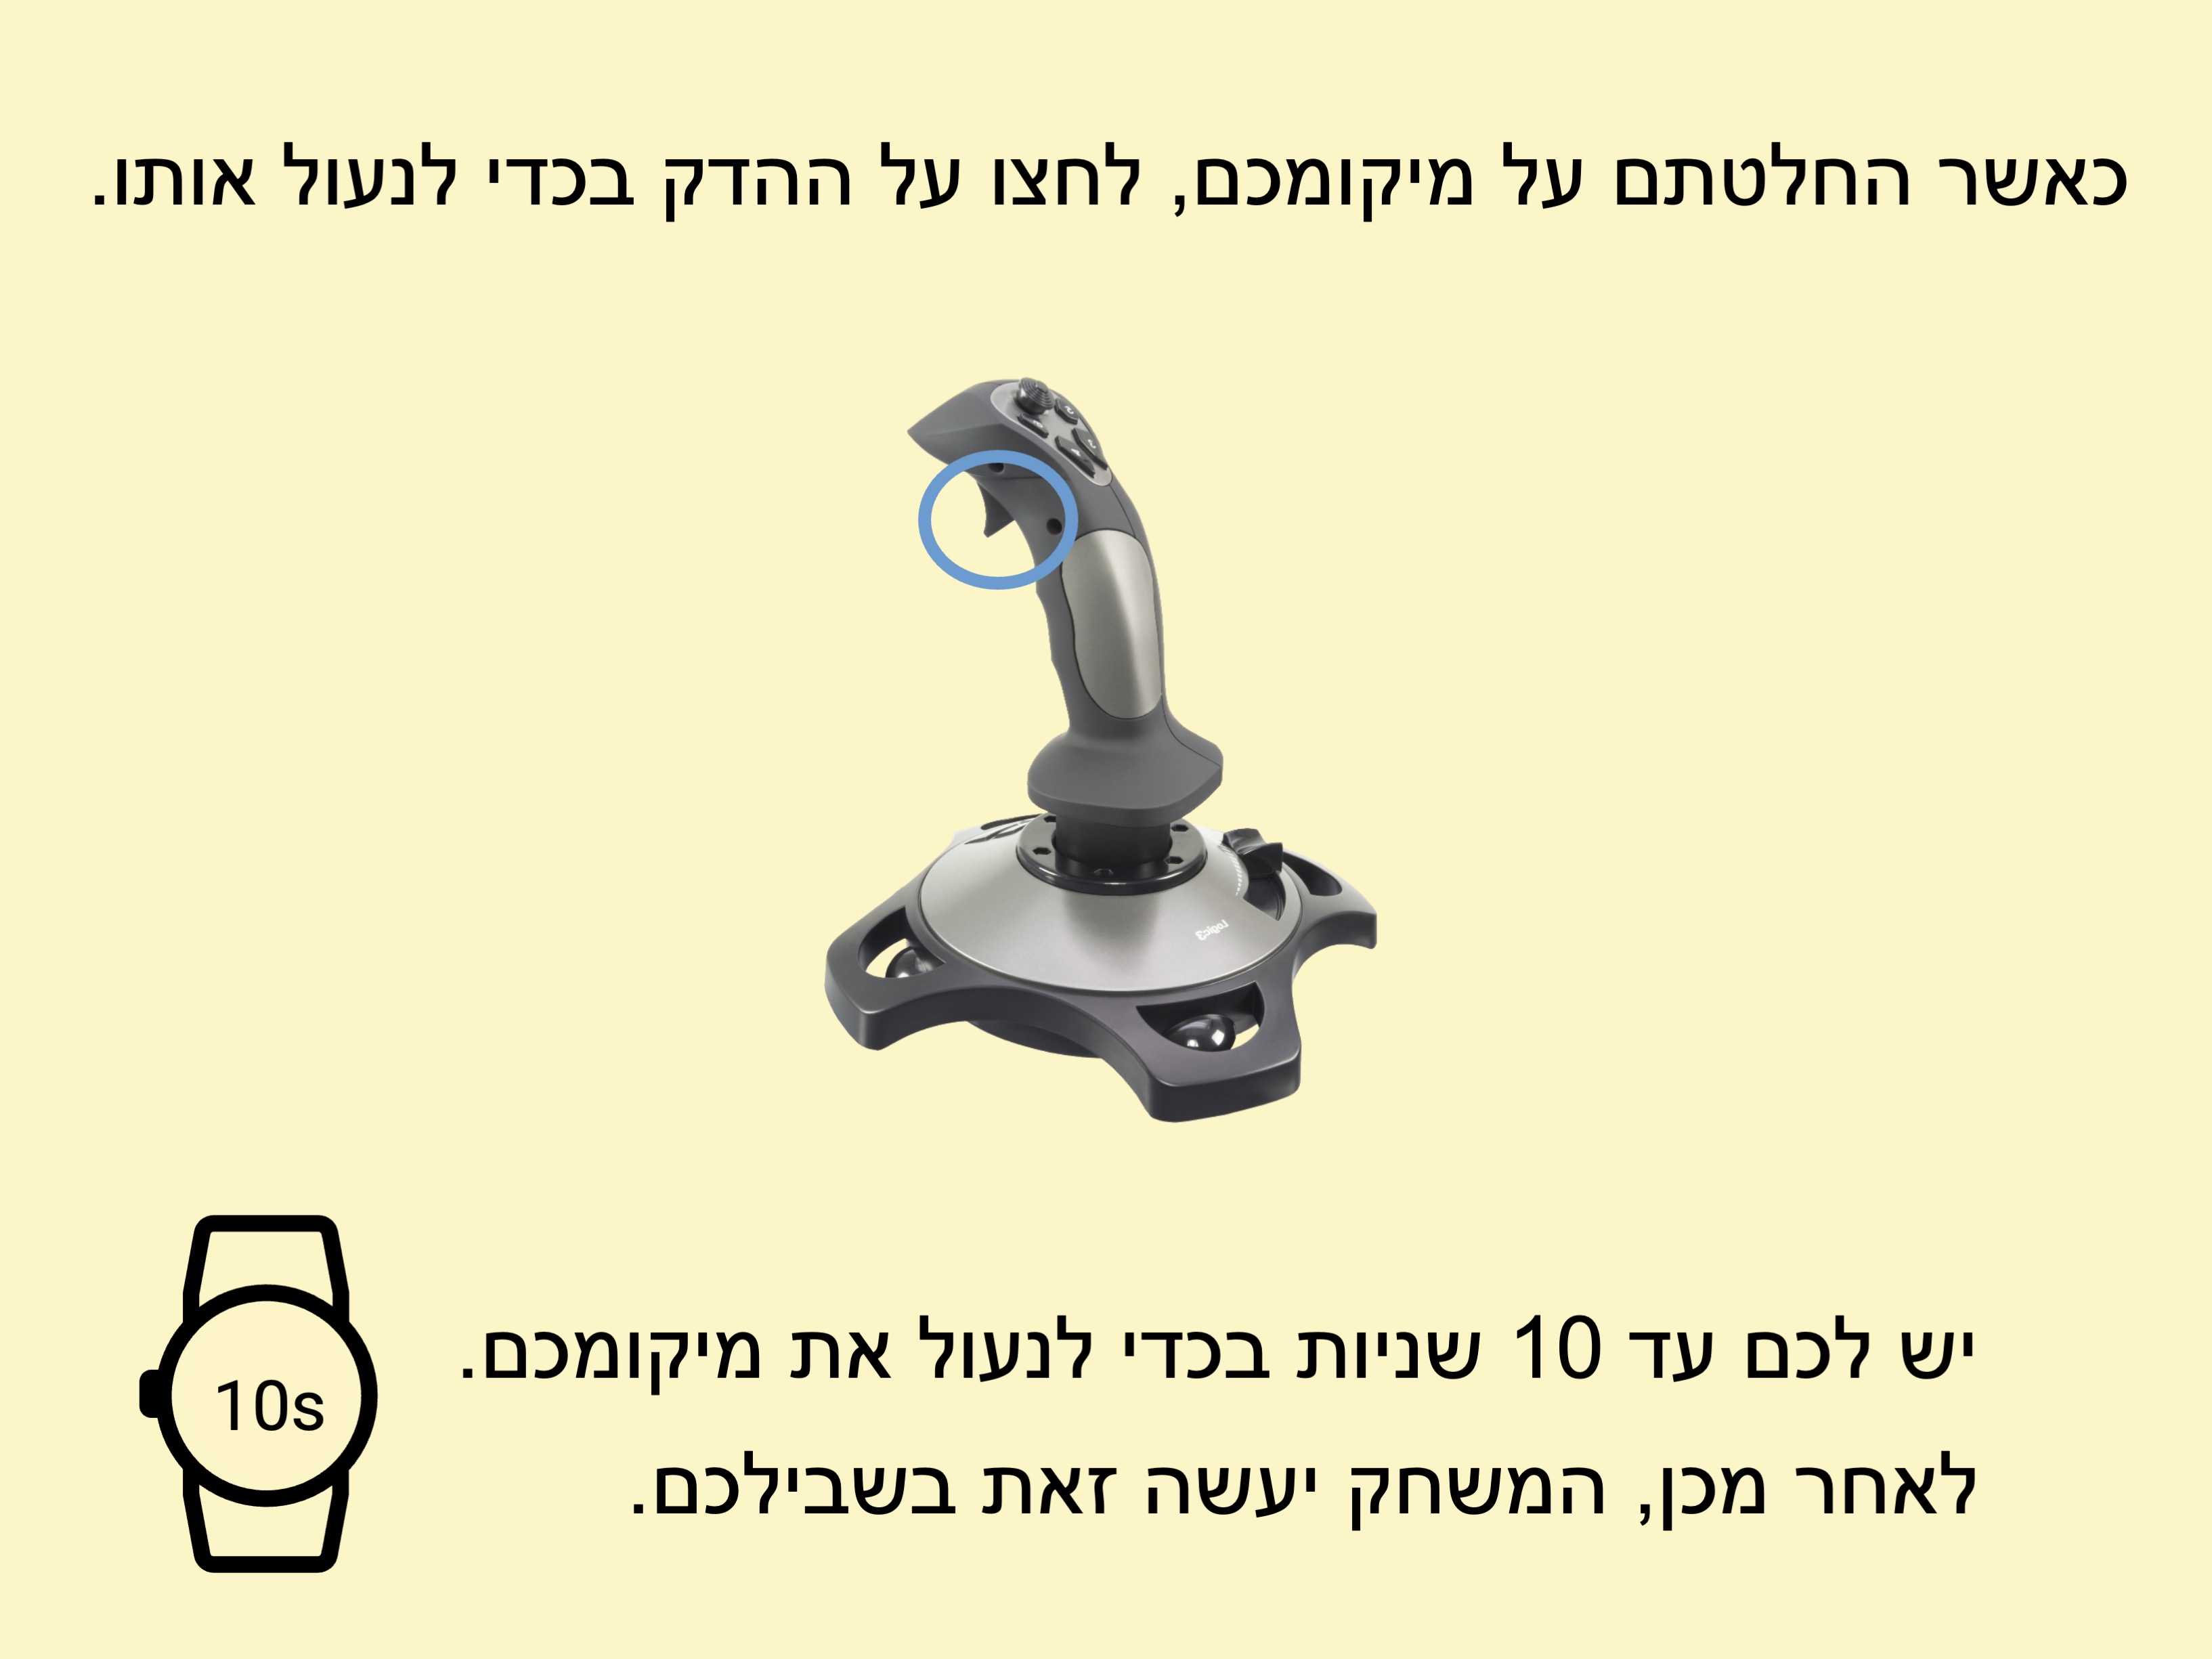 כאשר החלטתם על מיקומכם, לחצו על ההדק בכדי לנעול אותו.
logic3
10s
יש לכם עד 10 שניות בכדי לנעול את מיקומכם.
לאחר מכן, המשחק יעשה זאת בשבילכם.